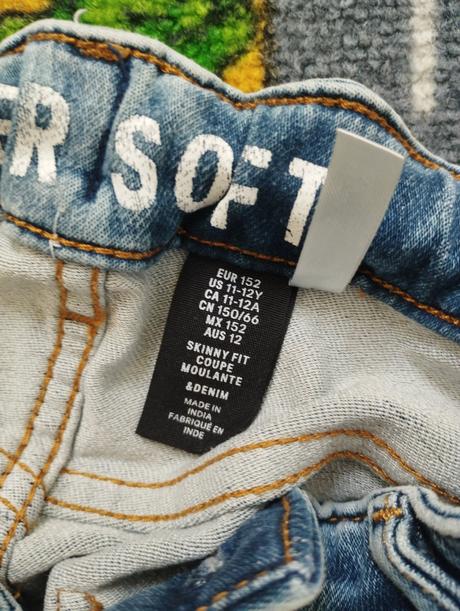 ER SOFT
EUR 152
US 11-12Y
CA 11-12A
CN 150/66
MX 152
AUS 12
SKINNY FIT
COUPE
MOULANTE
&DENIM
MADE IN
INDIA
FABRIQUÉ EN
INDE